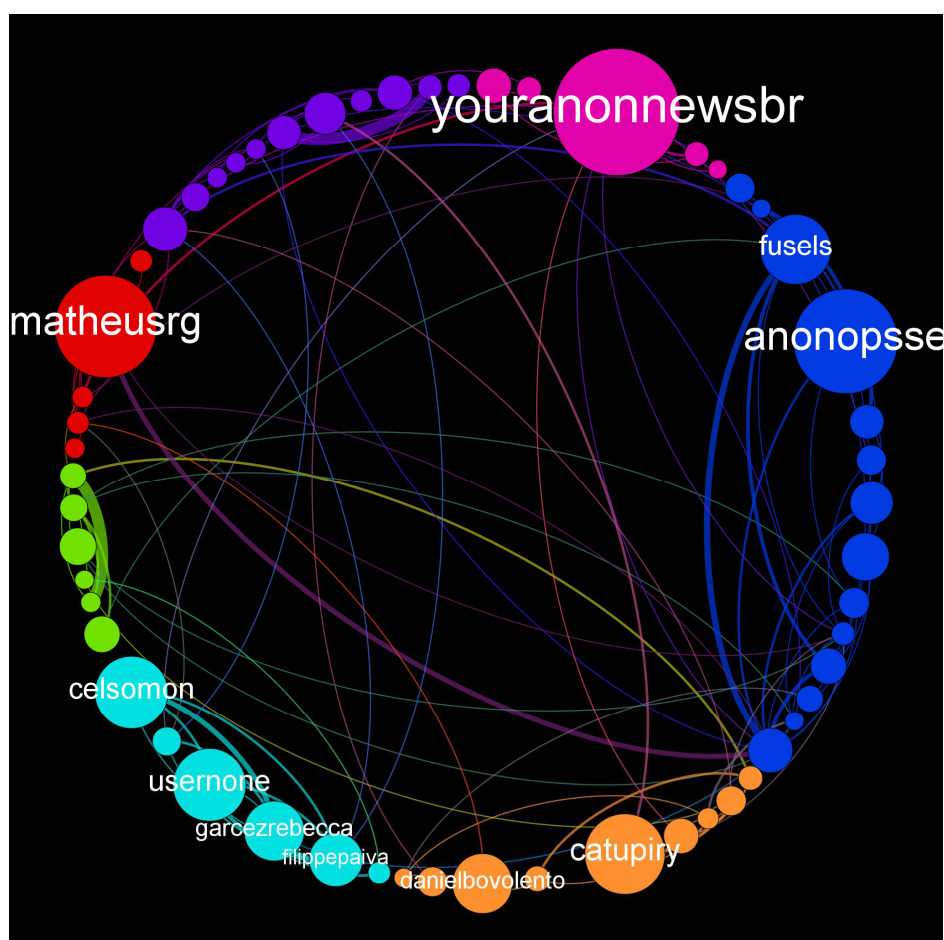 youranonnewsbr
fusels
matheusrg
anonopsse
celsomon
usernone
catupiry
garcezrebecca
filippepaiva
danielbovolento